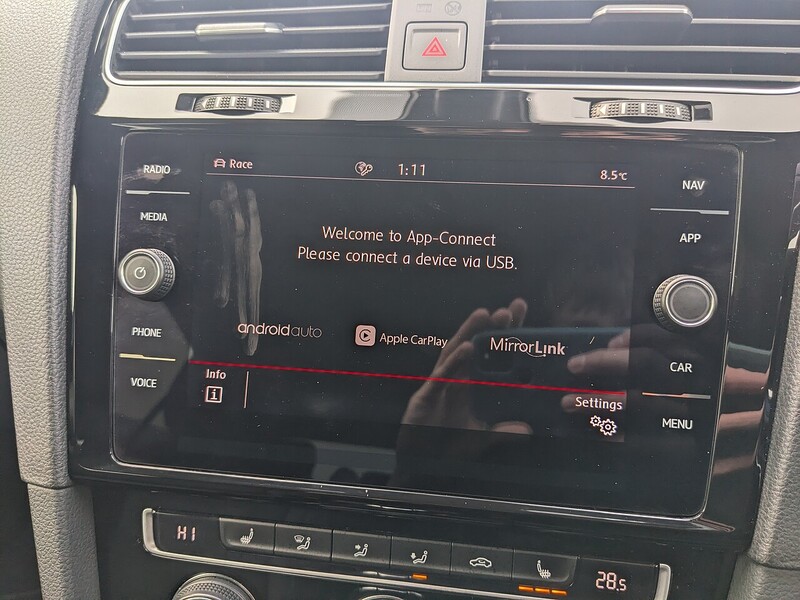 RADIO
MEDIA
PHONE
VOICE
Race
1:11
8.5°C
Welcome to App-Connect
Please connect a device via USB.
androidauto
Apple CarPlay
MirrorLink
Info
i
Settings
NAV
APP
CAR
MENU
HI
28.5